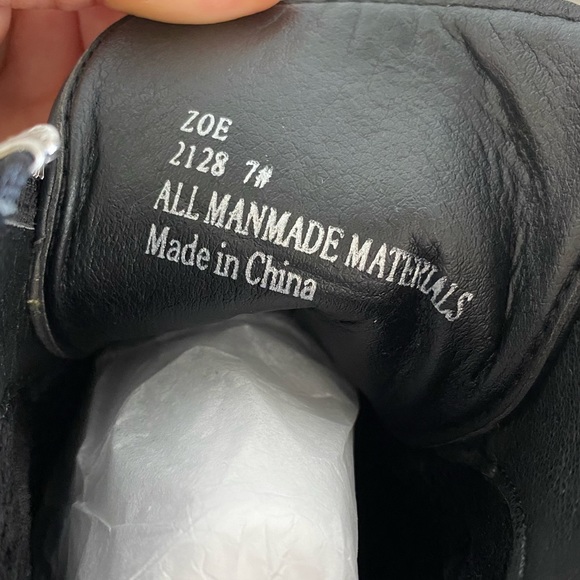 ZOE
2128 7#
ALL MANMADE MATERIALS
Made in China